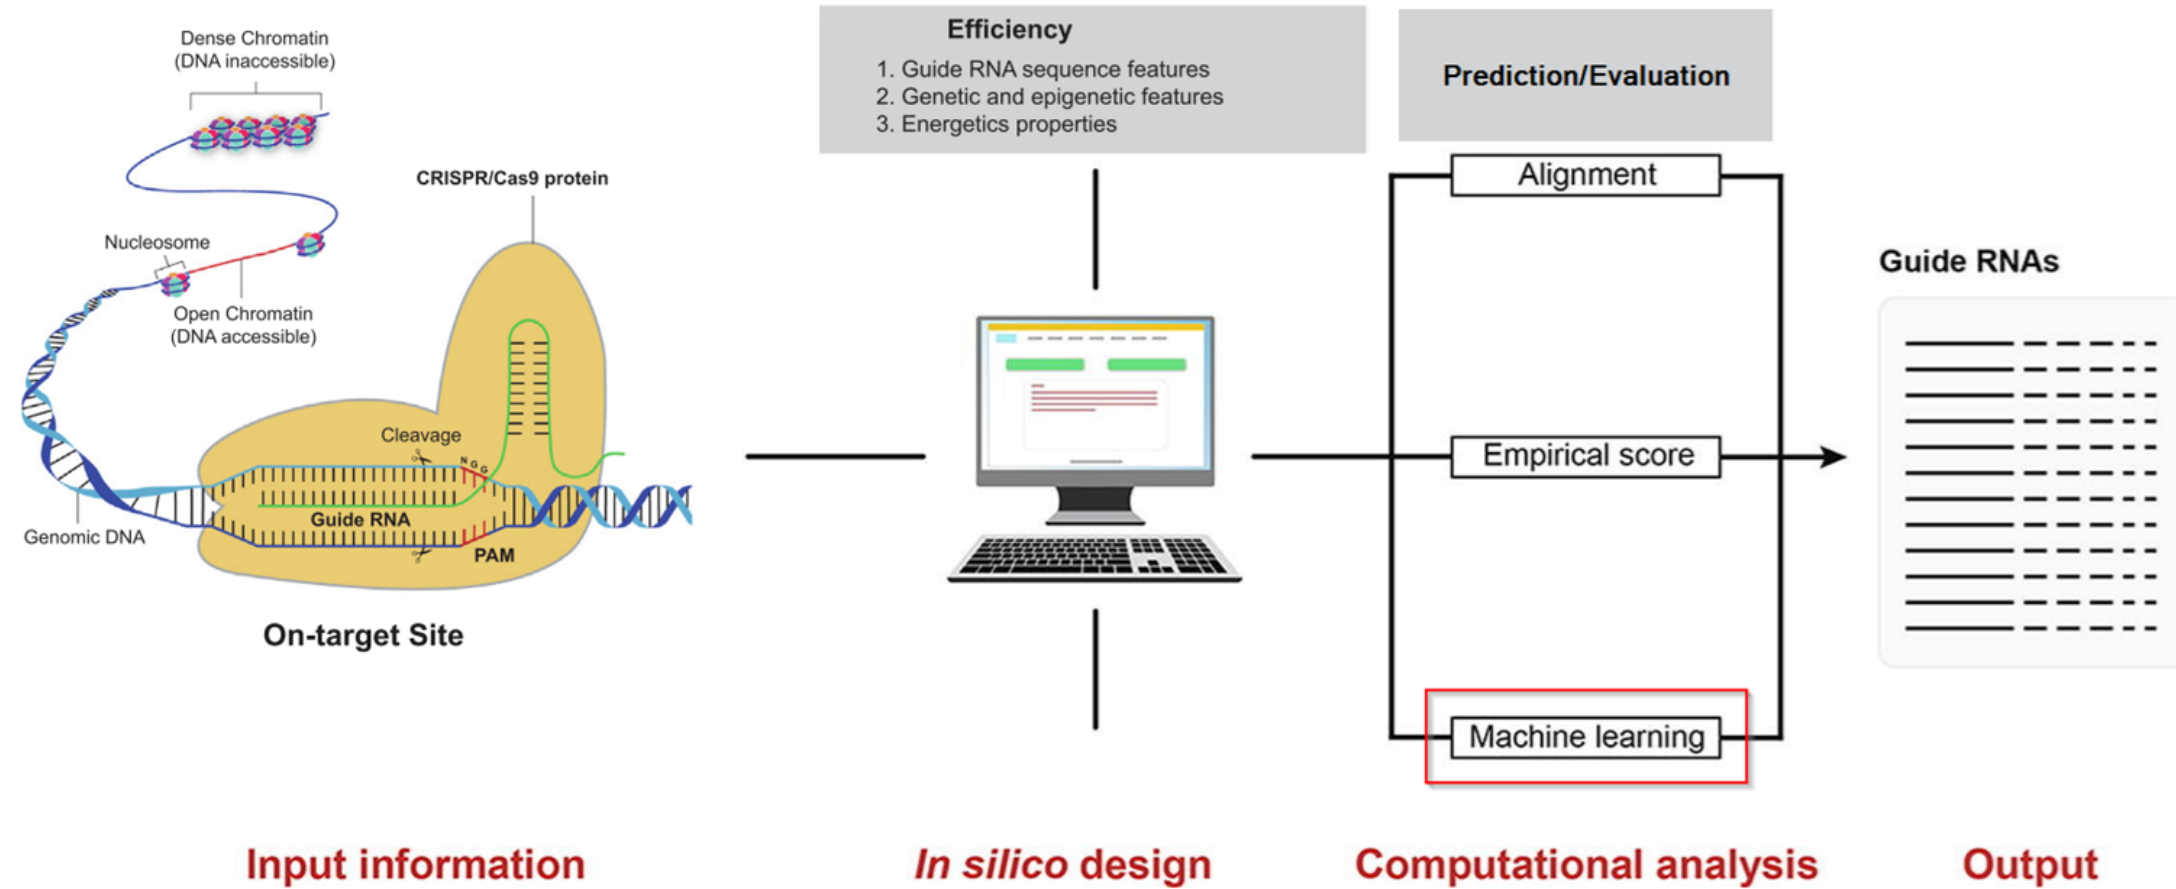 Dense Chromatin
(DNA inaccessible)
CRISPR/Cas9 protein
Nucleosome
Open Chromatin
(DNA accessible)
Cleavage
NGG
Guide RNA
PAM
Genomic DNA
On-target Site
Input information
Efficiency
1. Guide RNA sequence features
2. Genetic and epigenetic features
3. Energetics properties
In silico design
Prediction/Evaluation
Alignment
Empirical score
Machine learning
Computational analysis
Guide RNAs
Output